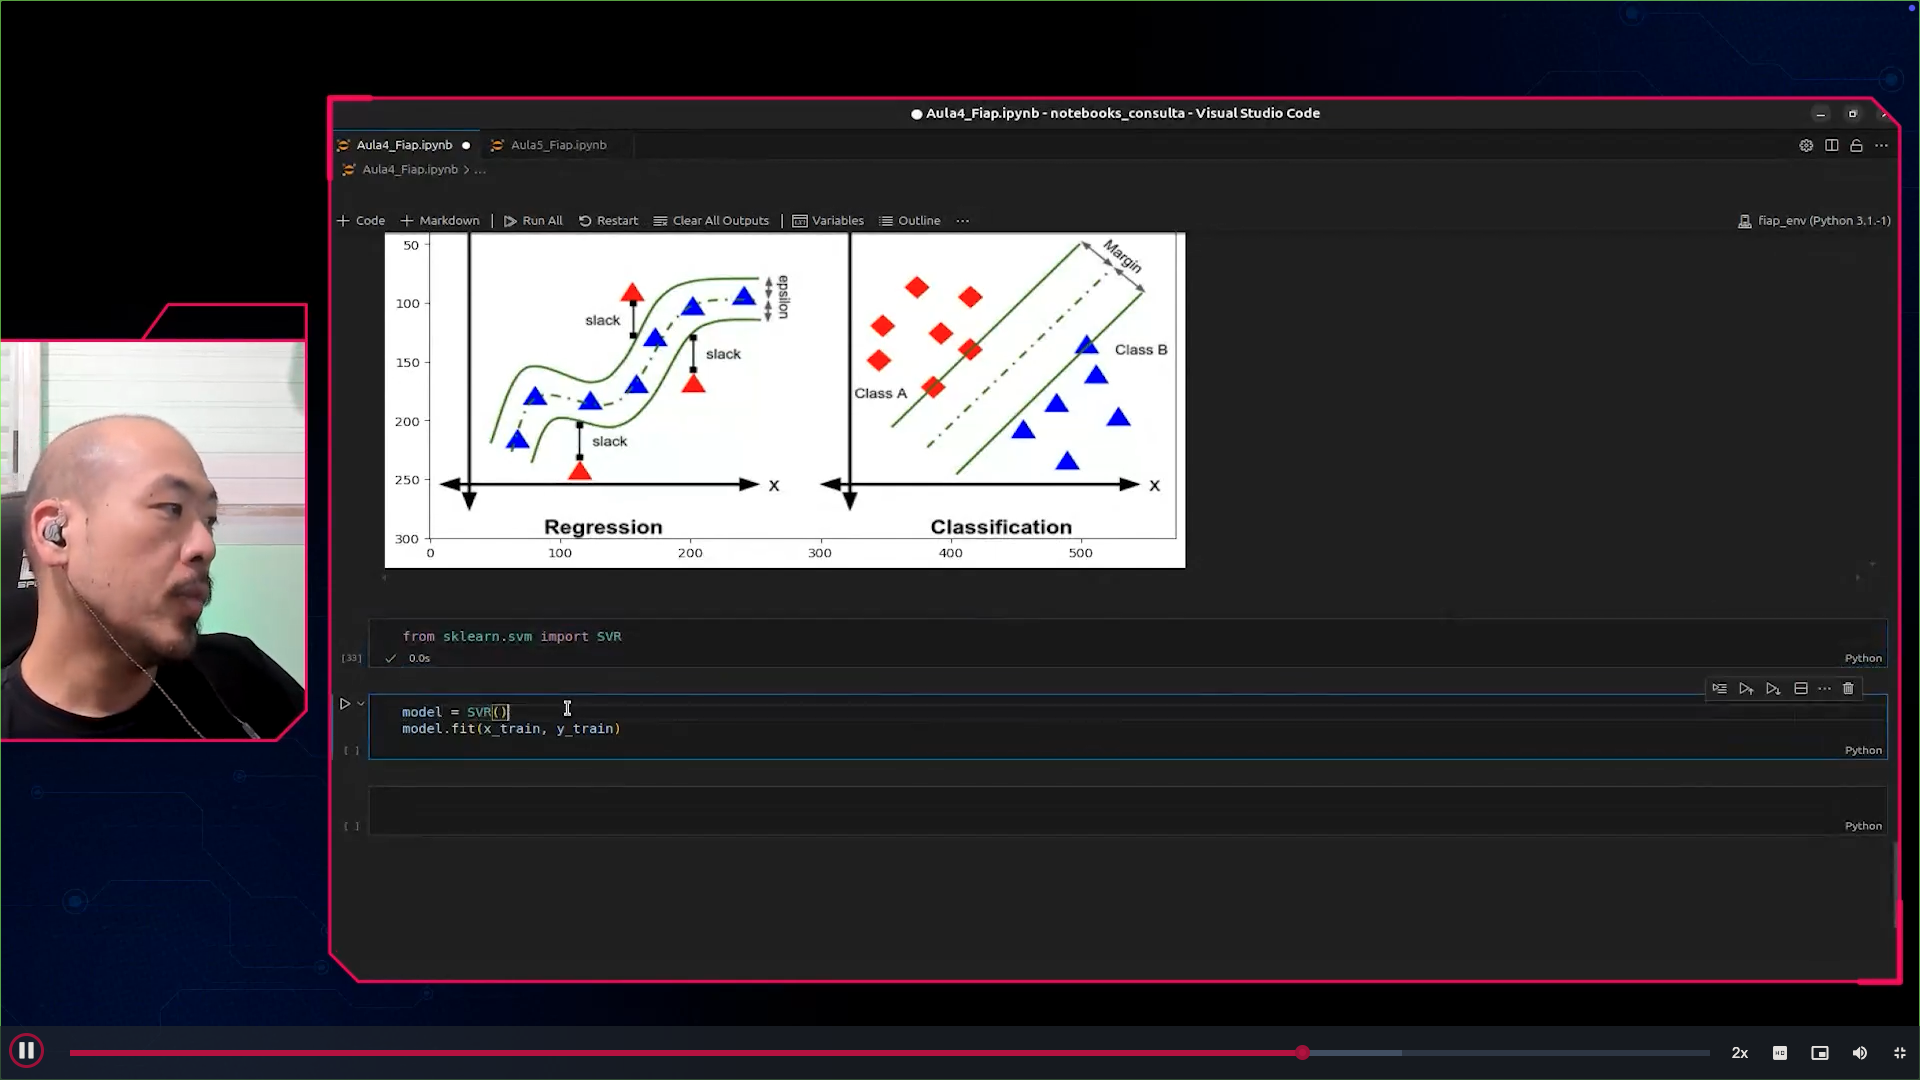 Aula4_Fiap.ipynb - notebooks_consulta - Visual Studio Code
Aula4_Fiap.ipynb
Aula5_Fiap.ipynb
Aula4_Fiap.ipynb > ...
Code
Markdown
Run All
Restart
Clear All Outputs
Variables
Outline
...
fiap_env (Python 3.1.-1)
50
100
150
200
250
300
0
100
200
300
400
500
slack
slack
slack
epsilon
x
Regression
Margin
Class A
Class B
x
Classification
from sklearn.svm import SVR
[33]
0.0s
Python
model = SVR()
model.fit(x_train, y_train)
[ ]
Python
[ ]
Python
2x
HD